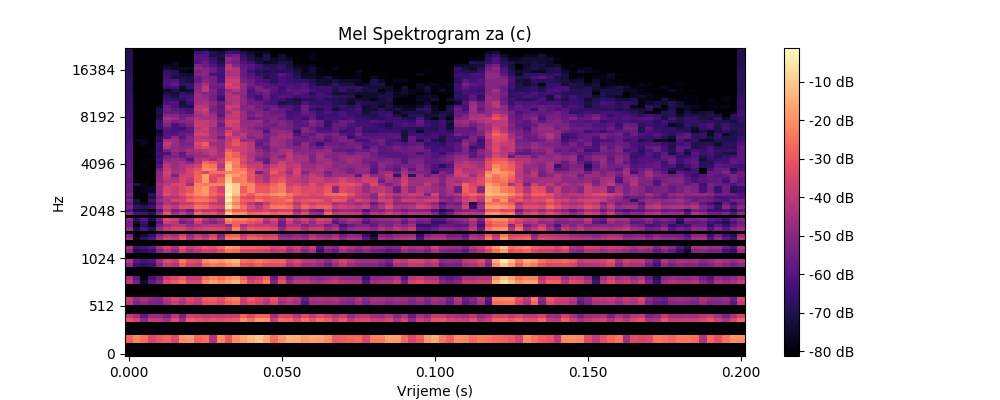 Mel Spektrogram za (c)
16384
8192
4096
2048
1024
512
0
Hz
0.000 0.050 0.100 0.150 0.200
Vrijeme (s)
-10 dB
-20 dB
-30 dB
-40 dB
-50 dB
-60 dB
-70 dB
-80 dB